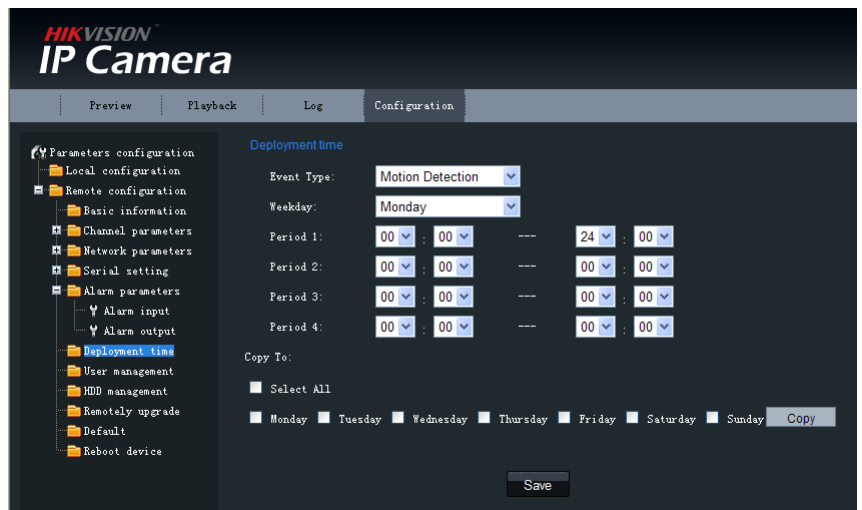 HIKVISION™
IP Camera
Preview Playback Log Configuration
Parameters configuration
Local configuration
Remote configuration
Basic information
Channel parameters
Network parameters
Serial setting
Alarm parameters
Alarm input
Alarm output
Deployment time
User management
HDD management
Remotely upgrade
Default
Reboot device
Deployment time
Event Type: Motion Detection
Weekday: Monday
Period 1: 00 : 00 --- 24 : 00
Period 2: 00 : 00 --- 00 : 00
Period 3: 00 : 00 --- 00 : 00
Period 4: 00 : 00 --- 00 : 00
Copy To:
Select All
Monday Tuesday Wednesday Thursday Friday Saturday Sunday Copy
Save